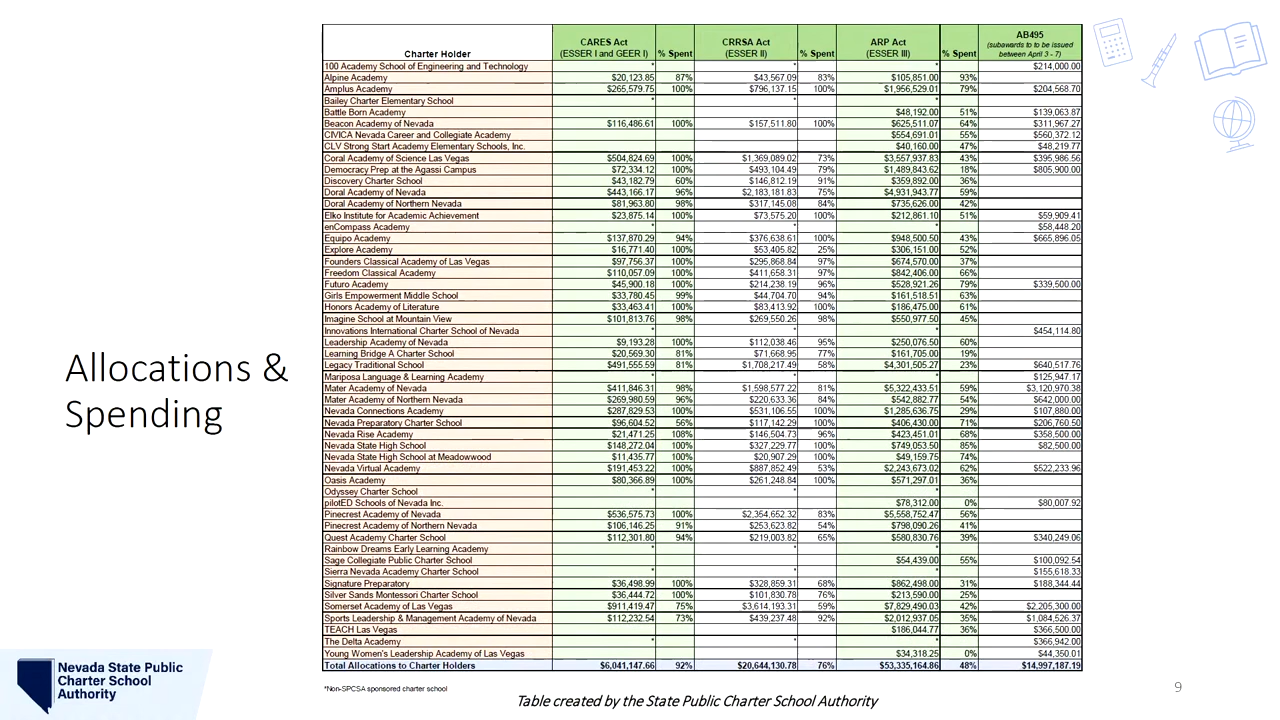 Allocations &
Spending
Charter Holder CARES Act (ESSER I and GEER I) % Spent CRRSA Act (ESSER II) % Spent ARP Act (ESSER III) % Spent AB495 (subawards to to be issued between April 3 - 7)
100 Academy School of Engineering and Technology * * * $214,000.00
Alpine Academy $20,123.85 87% $43,567.09 83% $105,851.00 93%
Amplus Academy $265,579.75 100% $796,137.15 100% $1,956,529.01 79% $204,568.70
Bailey Charter Elementary School * * *
Battle Born Academy $48,192.00 51% $139,063.87
Beacon Academy of Nevada $116,486.61 100% $157,511.80 100% $625,511.07 64% $311,967.27
CIVICA Nevada Career and Collegiate Academy $554,691.01 55% $560,372.12
CLV Strong Start Academy Elementary Schools, Inc. $40,160.00 47% $48,219.77
Coral Academy of Science Las Vegas $504,824.69 100% $1,369,089.02 73% $3,557,937.83 43% $395,986.56
Democracy Prep at the Agassi Campus $72,334.12 100% $493,104.49 79% $1,489,843.62 18% $805,900.00
Discovery Charter School $43,182.79 60% $146,812.19 91% $359,892.00 36%
Doral Academy of Nevada $443,166.17 96% $2,183,181.83 75% $4,931,943.77 59%
Doral Academy of Northern Nevada $81,963.80 98% $317,145.08 84% $735,626.00 42%
Elko Institute for Academic Achievement $23,875.14 100% $73,575.20 100% $212,861.10 51% $59,909.41
enCompass Academy * * * $58,448.20
Equipo Academy $137,870.29 94% $376,638.61 100% $948,500.50 43% $665,896.05
Explore Academy $16,771.40 100% $53,405.82 25% $306,151.00 52%
Founders Classical Academy of Las Vegas $97,756.37 100% $295,868.84 97% $674,570.00 37%
Freedom Classical Academy $110,057.09 100% $411,658.31 97% $842,406.00 66%
Futuro Academy $45,900.18 100% $214,238.19 96% $528,921.26 79% $339,500.00
Girls Empowerment Middle School $33,780.45 99% $44,704.70 94% $161,518.51 63%
Honors Academy of Literature $33,463.41 100% $83,413.92 100% $186,475.00 61%
Imagine School at Mountain View $101,813.76 98% $269,550.26 98% $550,977.50 45%
Innovations International Charter School of Nevada * * * $454,114.80
Leadership Academy of Nevada $9,193.28 100% $112,038.46 95% $250,076.50 60%
Learning Bridge A Charter School $20,569.30 81% $71,668.95 77% $161,705.00 19%
Legacy Traditional School $491,555.59 81% $1,708,217.49 58% $4,301,505.27 23% $640,517.76
Mariposa Language & Learning Academy * * * $125,947.17
Mater Academy of Nevada $411,846.31 98% $1,598,577.22 81% $5,322,433.51 59% $3,120,970.38
Mater Academy of Northern Nevada $269,980.59 96% $220,633.36 84% $542,882.77 54% $642,000.00
Nevada Connections Academy $287,829.53 100% $531,106.55 100% $1,285,636.75 29% $107,880.00
Nevada Preparatory Charter School $96,604.52 56% $117,142.29 100% $406,430.00 71% $206,760.50
Nevada Rise Academy $21,471.25 108% $146,504.73 96% $423,451.01 68% $358,500.00
Nevada State High School $148,272.04 100% $327,229.77 100% $749,053.50 85% $82,500.00
Nevada State High School at Meadowwood $11,435.77 100% $20,907.29 100% $49,159.75 74%
Nevada Virtual Academy $191,453.22 100% $887,852.49 53% $2,243,673.02 62% $522,233.96
Oasis Academy $80,366.89 100% $261,248.84 100% $571,297.01 36%
Odyssey Charter School * * *
pilotED Schools of Nevada Inc. $78,312.00 0% $80,007.92
Pinecrest Academy of Nevada $536,575.73 100% $2,354,652.32 83% $5,558,752.47 56%
Pinecrest Academy of Northern Nevada $106,146.25 91% $253,623.82 54% $798,090.26 41%
Quest Academy Charter School $112,301.80 94% $219,003.82 65% $580,830.76 39% $340,249.06
Rainbow Dreams Early Learning Academy * * *
Sage Collegiate Public Charter School $54,439.00 55% $100,092.54
Sierra Nevada Academy Charter School * * * $155,618.33
Signature Preparatory $36,498.99 100% $328,859.31 68% $862,498.00 31% $188,344.44
Silver Sands Montessori Charter School $36,444.72 100% $101,830.78 76% $213,590.00 25%
Somerset Academy of Las Vegas $911,419.47 75% $3,614,193.31 59% $7,829,490.03 42% $2,205,300.00
Sports Leadership & Management Academy of Nevada $112,232.54 73% $439,237.48 92% $2,012,937.05 35% $1,084,526.37
TEACH Las Vegas $186,044.77 36% $366,500.00
The Delta Academy * * * $366,942.00
Young Women's Leadership Academy of Las Vegas $34,318.25 0% $44,350.01
Total Allocations to Charter Holders $6,041,147.66 92% $20,644,130.78 76% $53,335,164.86 48% $14,997,187.19
*Non-SPCSA sponsored charter school
Table created by the State Public Charter School Authority
Nevada State Public
Charter School
Authority
9